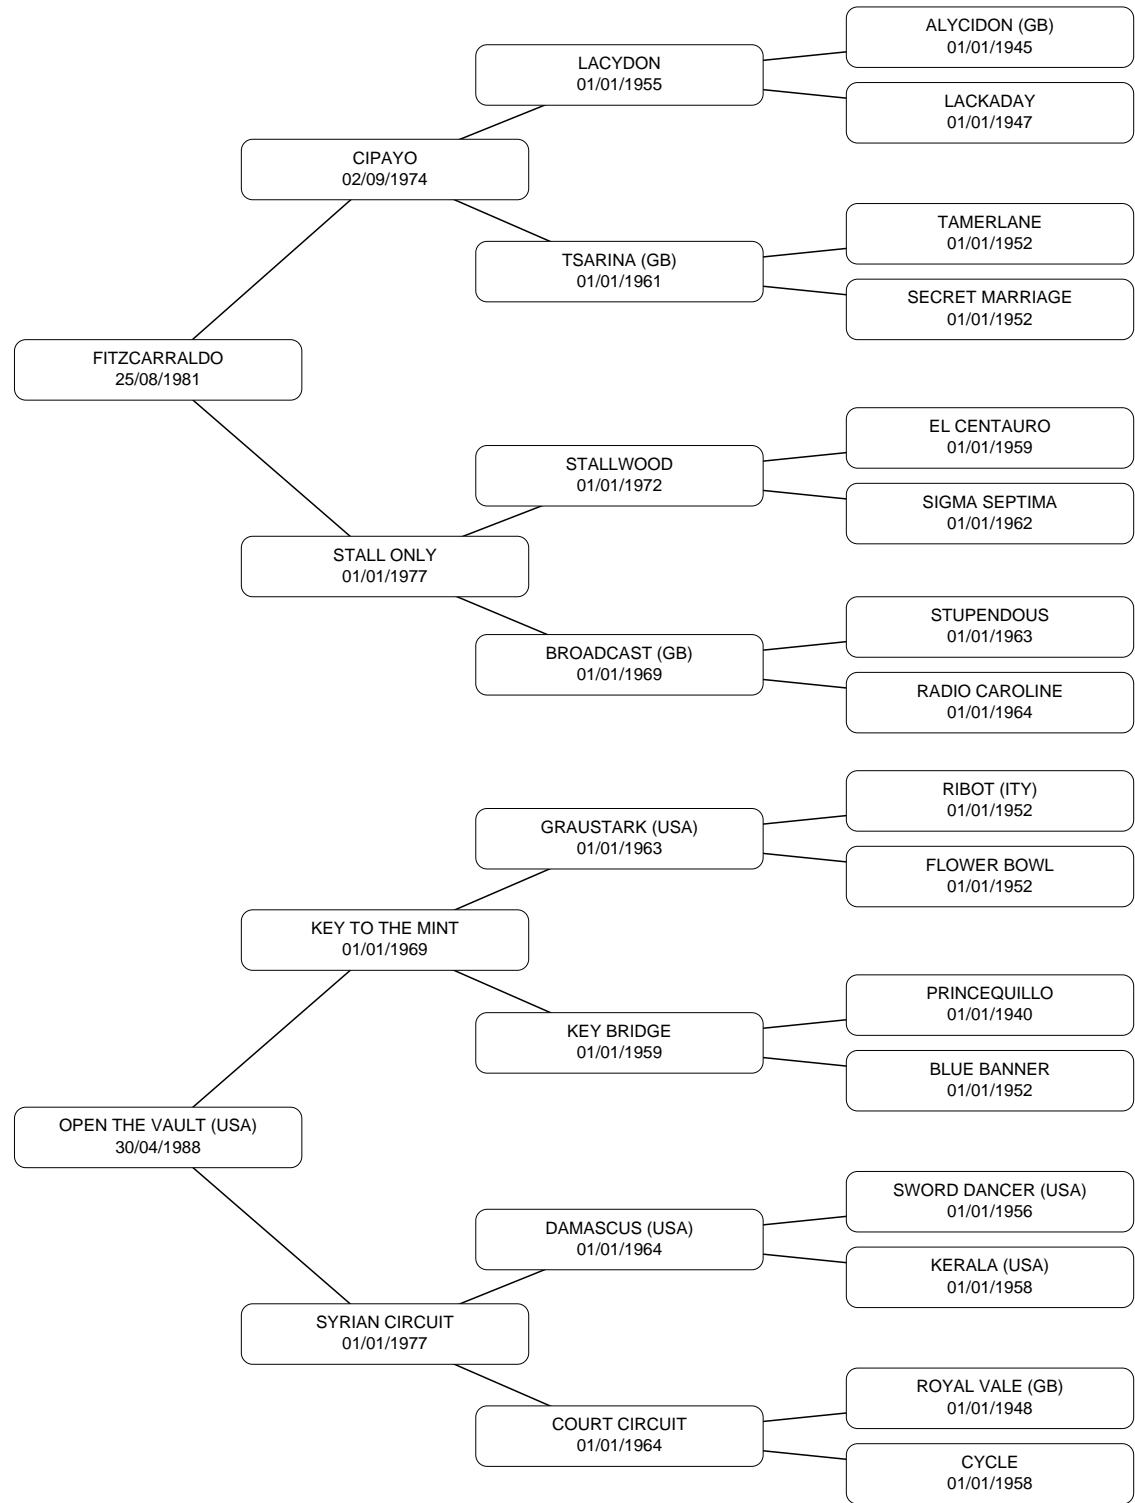 ALYCIDON (GB)
01/01/1945
LACYDON
01/01/1955
LACKADAY
01/01/1947
CIPAYO
02/09/1974
TAMERLANE
01/01/1952
TSARINA (GB)
01/01/1961
SECRET MARRIAGE
01/01/1952
FITZCARRALDO
25/08/1981
EL CENTAURO
01/01/1959
STALLWOOD
01/01/1972
SIGMA SEPTIMA
01/01/1962
STALL ONLY
01/01/1977
STUPENDOUS
01/01/1963
BROADCAST (GB)
01/01/1969
RADIO CAROLINE
01/01/1964
RIBOT (ITY)
01/01/1952
GRAUSTARK (USA)
01/01/1963
FLOWER BOWL
01/01/1952
KEY TO THE MINT
01/01/1969
PRINCEQUILLO
01/01/1940
KEY BRIDGE
01/01/1959
BLUE BANNER
01/01/1952
OPEN THE VAULT (USA)
30/04/1988
SWORD DANCER (USA)
01/01/1956
DAMASCUS (USA)
01/01/1964
KERALA (USA)
01/01/1958
SYRIAN CIRCUIT
01/01/1977
ROYAL VALE (GB)
01/01/1948
COURT CIRCUIT
01/01/1964
CYCLE
01/01/1958